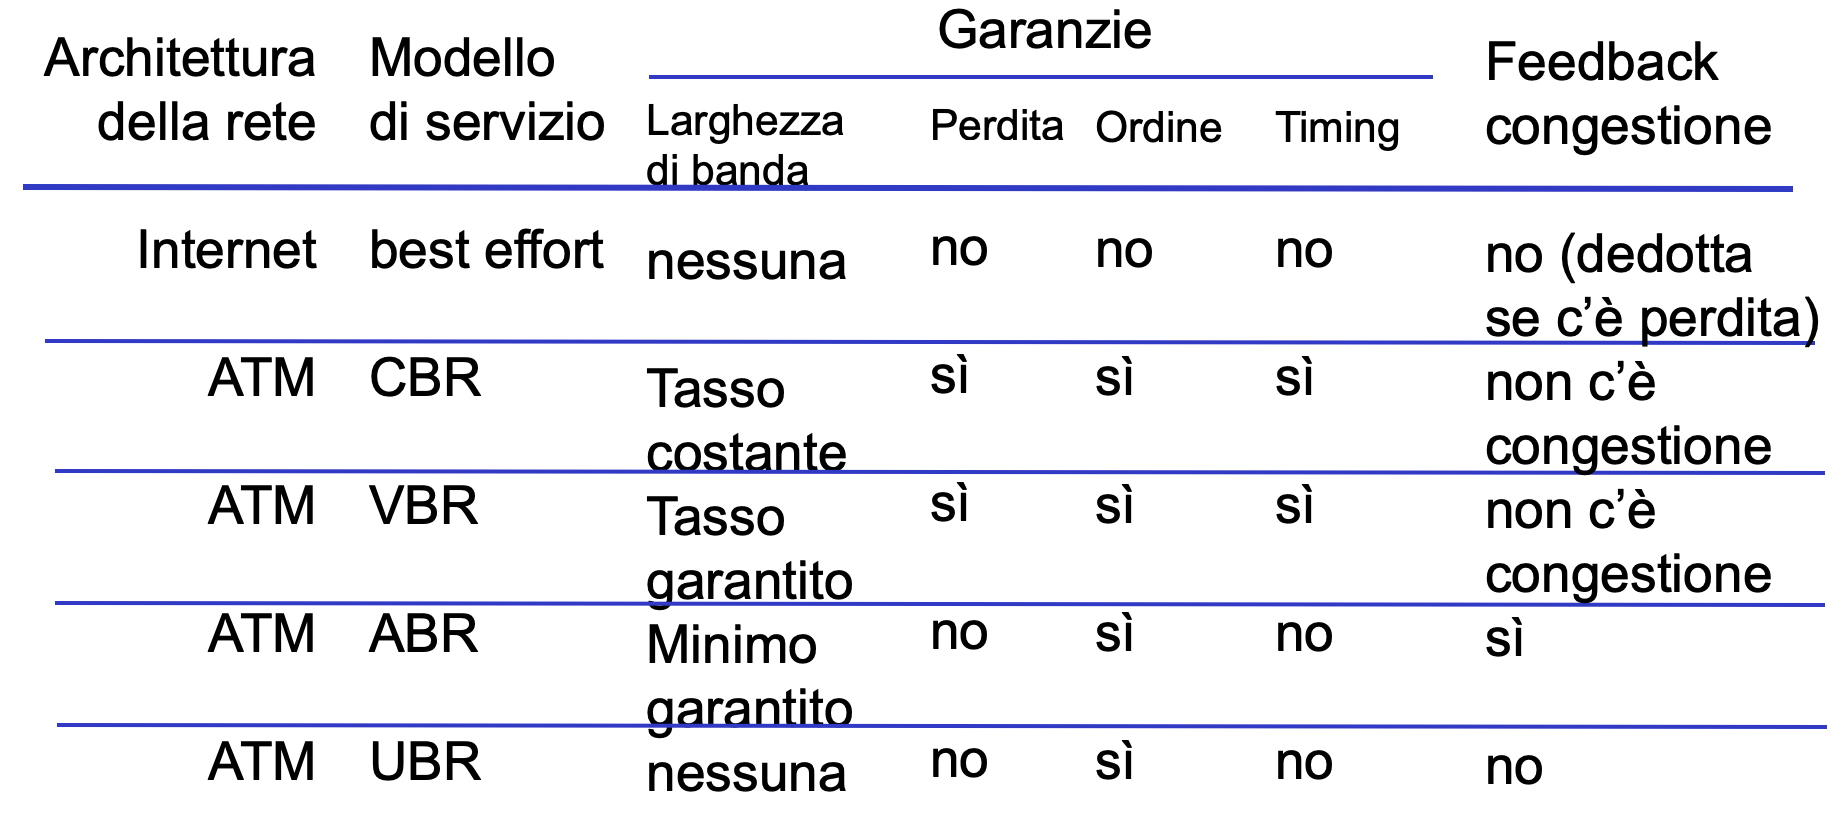 Garanzie
Architettura della rete Modello di servizio Larghezza di banda Perdita Ordine Timing Feedback congestione
Internet best effort nessuna no no no no (dedotta se c’è perdita)
ATM CBR Tasso costante sì sì sì non c’è congestione
ATM VBR Tasso garantito sì sì sì non c’è congestione
ATM ABR Minimo garantito no sì no sì
ATM UBR nessuna no sì no no